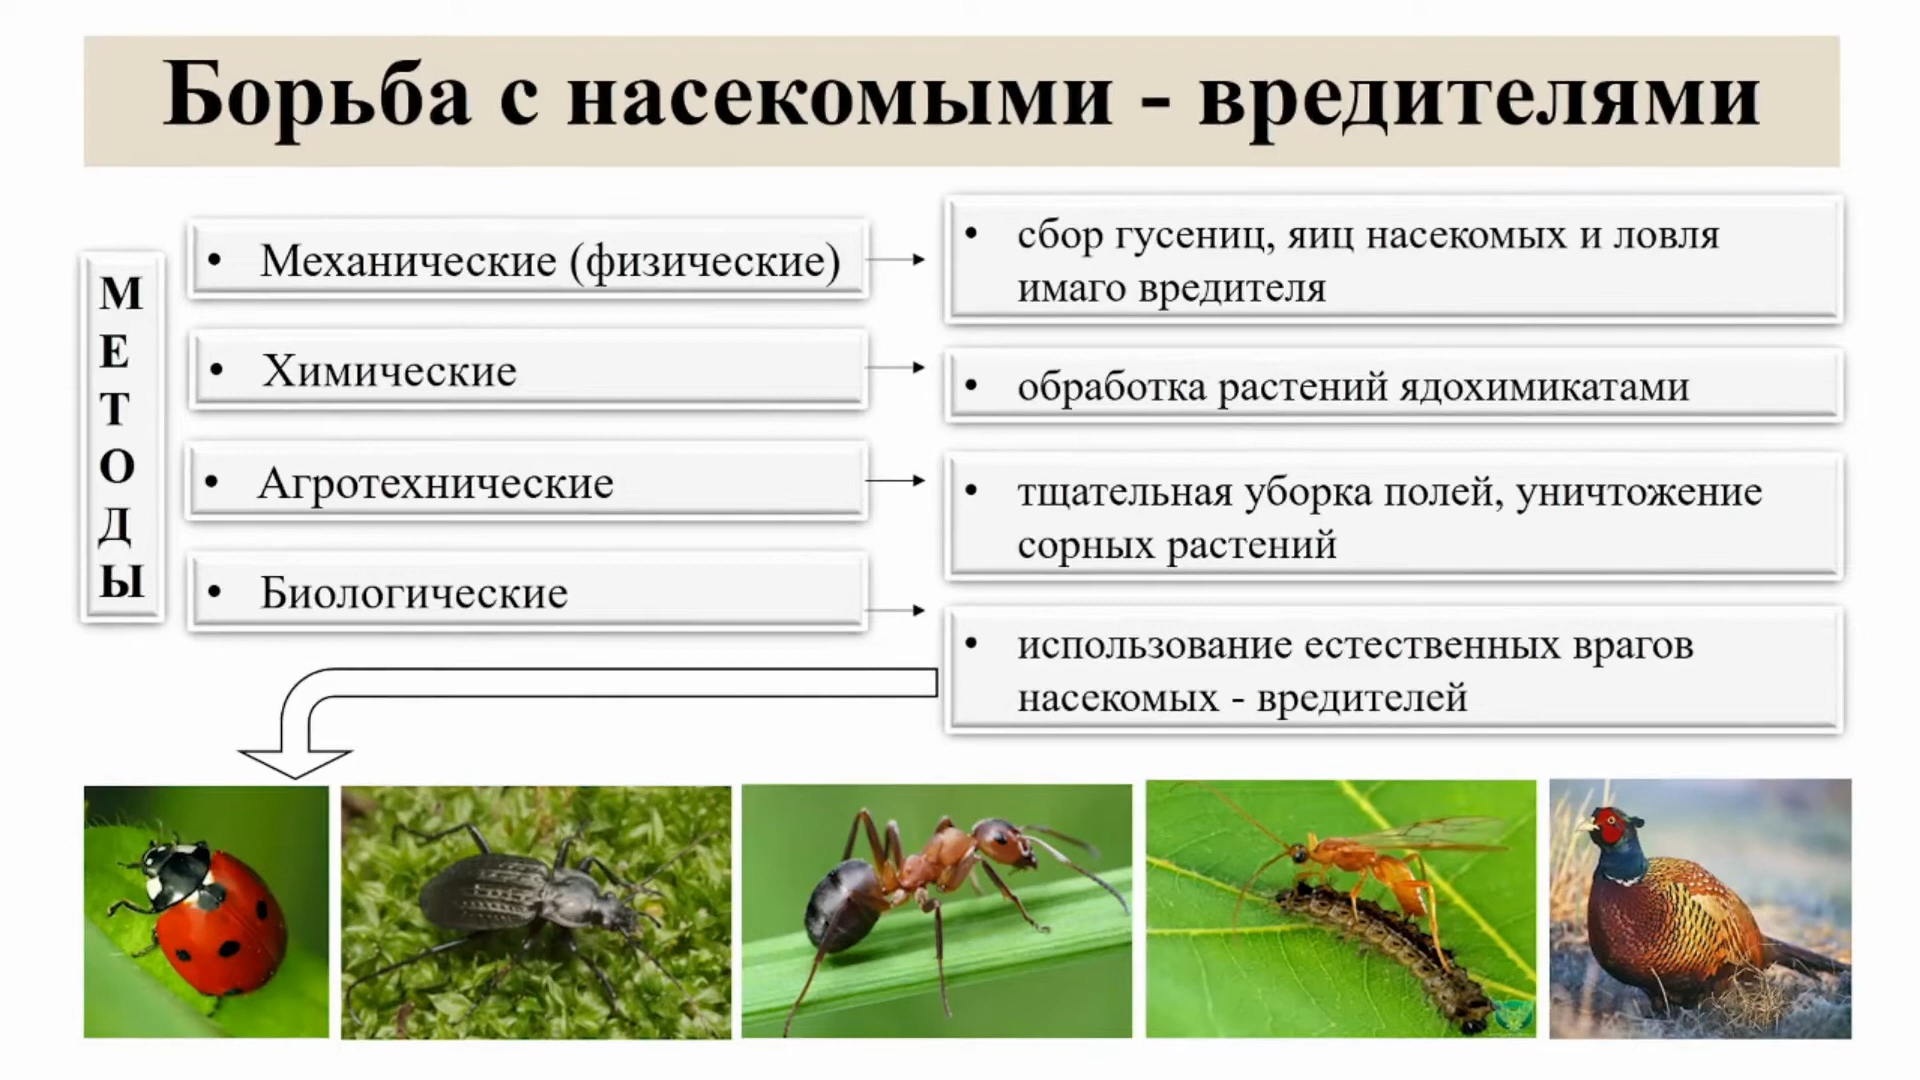 Борьба с насекомыми - вредителями
МЕТОДЫ
• Механические (физические)
• сбор гусениц, яиц насекомых и ловля
имаго вредителя
• Химические
• обработка растений ядохимикатами
• Агротехнические
• тщательная уборка полей, уничтожение
сорных растений
• Биологические
• использование естественных врагов
насекомых - вредителей